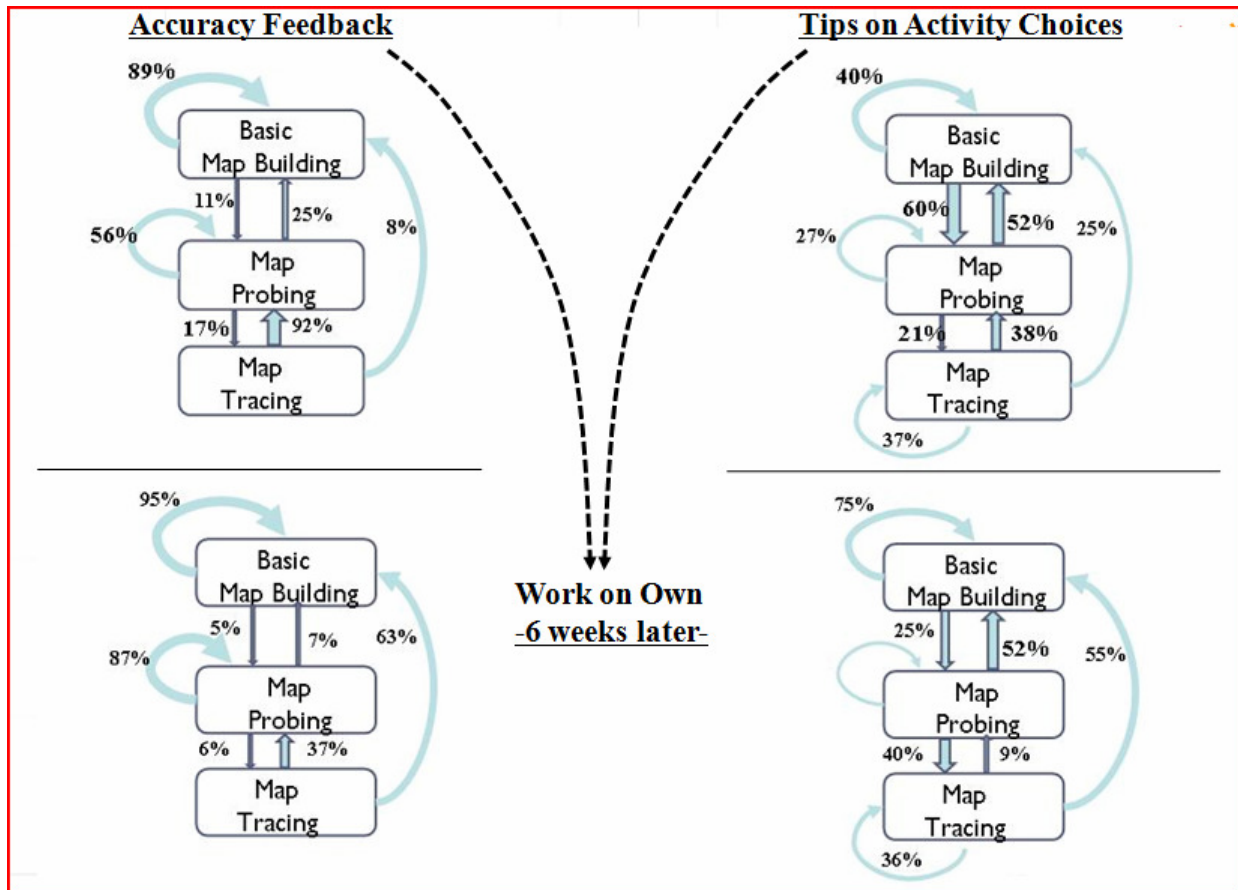 Accuracy Feedback
89%
Basic
Map Building
11%
25%
8%
56%
Map
Probing
17%
92%
Map
Tracing
Tips on Activity Choices
40%
Basic
Map Building
60%
52%
25%
27%
Map
Probing
21%
38%
Map
Tracing
37%
95%
Basic
Map Building
5%
7%
63%
87%
Map
Probing
6%
37%
Map
Tracing
Work on Own
-6 weeks later-
75%
Basic
Map Building
25%
52%
55%
Map
Probing
40%
9%
Map
Tracing
36%